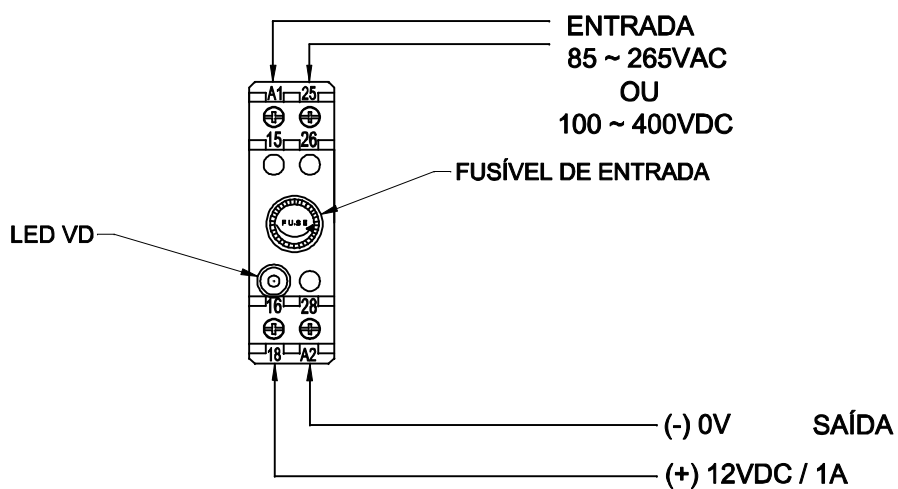 ENTRADA
85 ~ 265VAC
OU
100 ~ 400VDC
A1 25
15 26
FUSÍVEL DE ENTRADA
FUSE
LED VD
16 28
18 A2
(-) 0V SAÍDA
(+) 12VDC / 1A